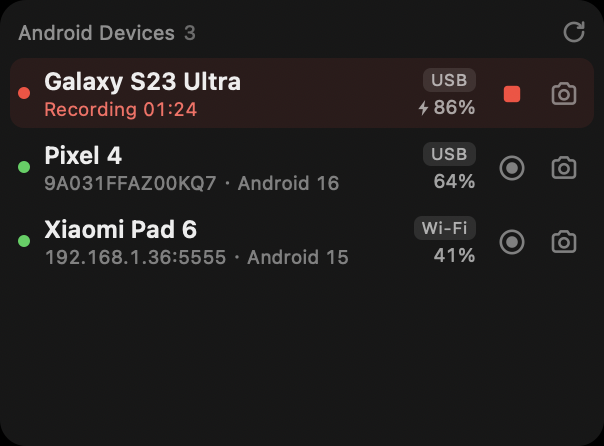 Android Devices 3
Galaxy S23 Ultra
USB
Recording 01:24
86%
Pixel 4
USB
9A031FFAZ00KQ7 · Android 16
64%
Xiaomi Pad 6
Wi-Fi
192.168.1.36:5555 · Android 15
41%